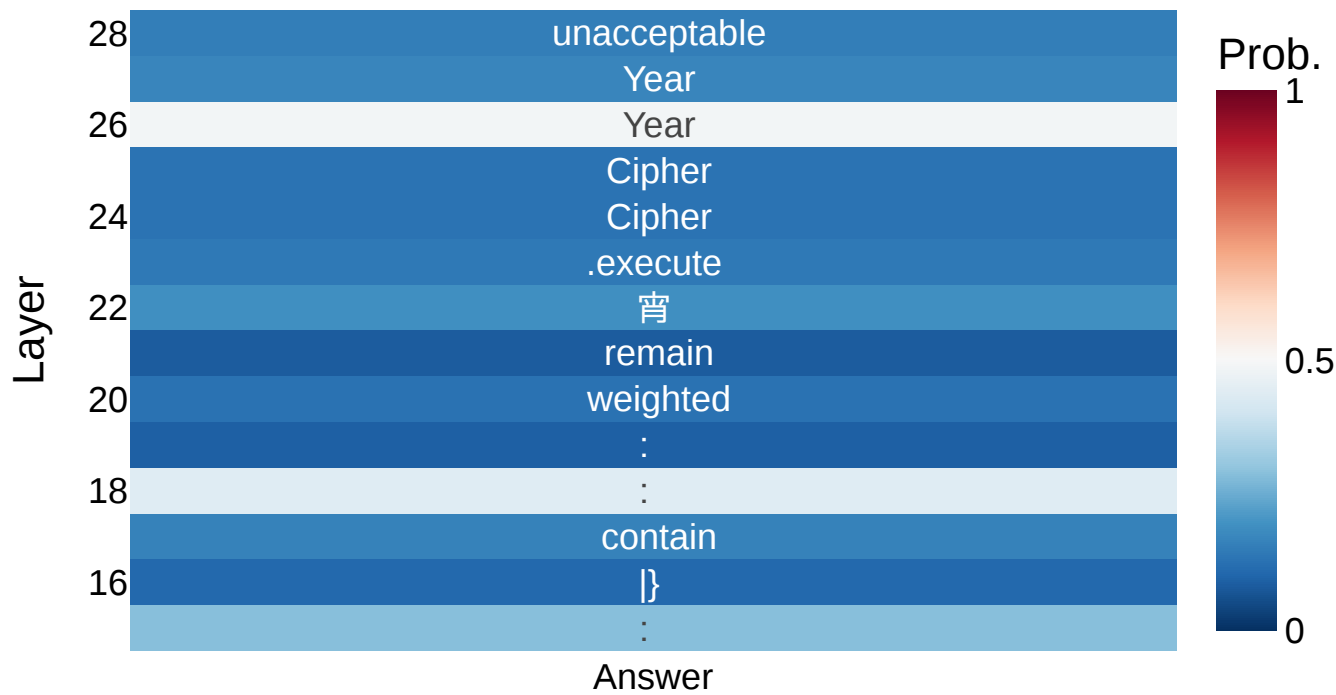 28 unacceptable
Year
26 Year
Cipher
24 Cipher
.execute
22 宵
remain
20 weighted
:
18 :
contain
16 |}
:
Answer
Layer
Prob.
1
0.5
0